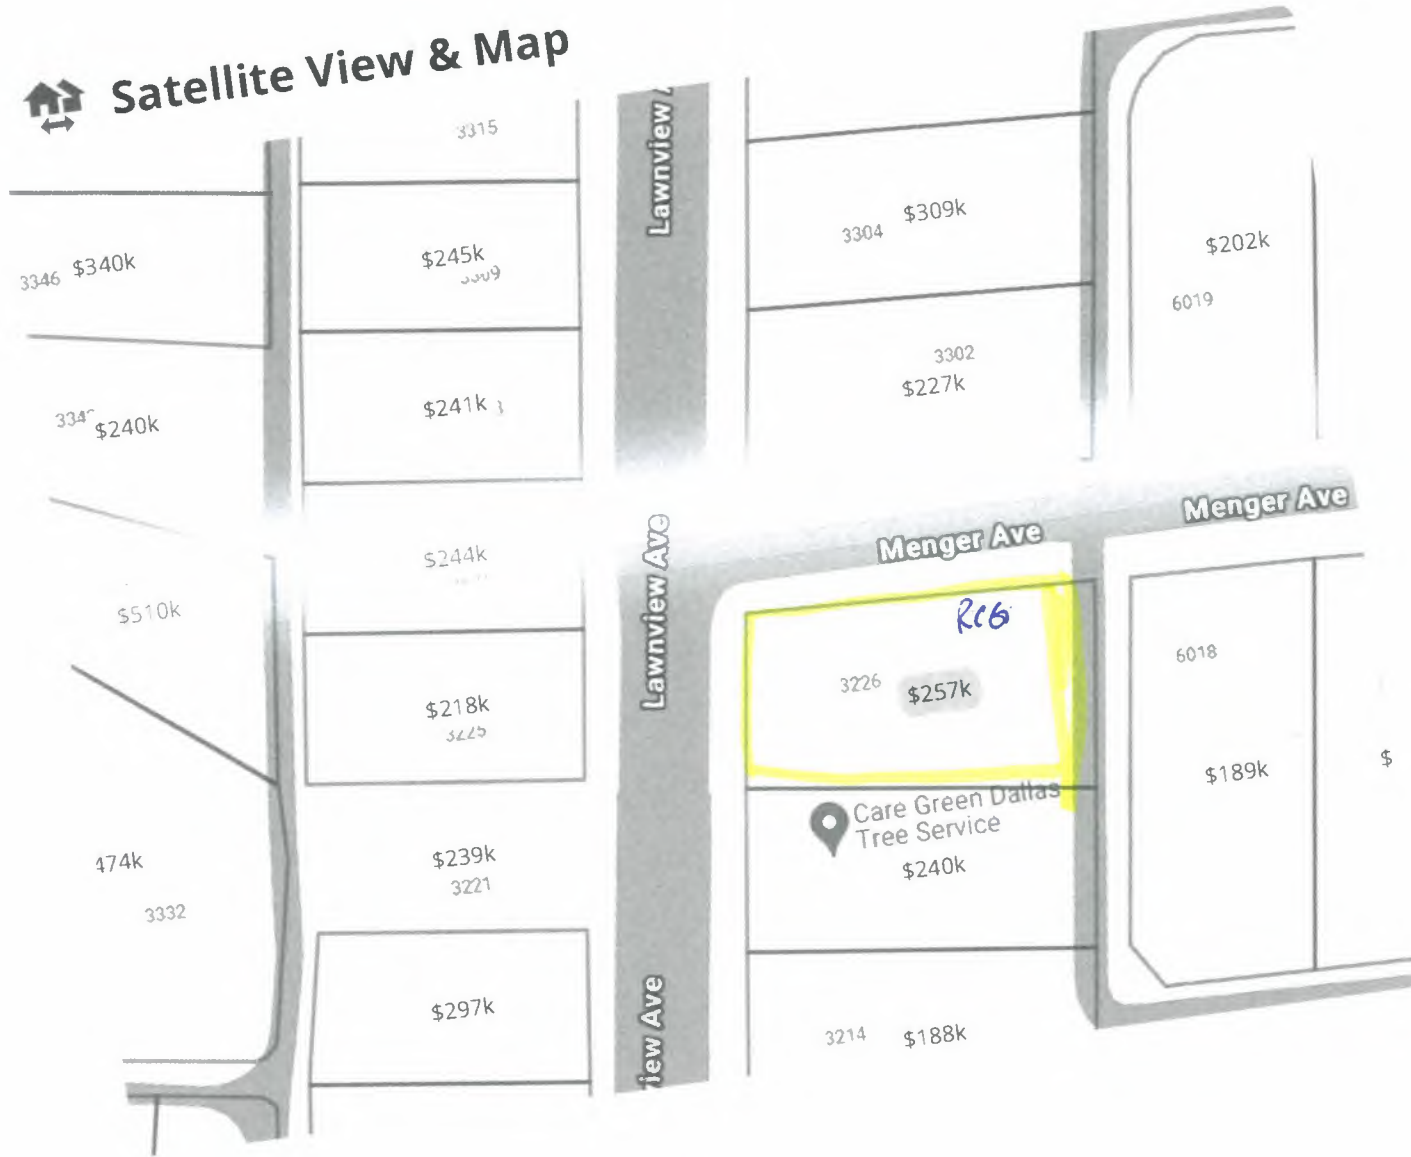 Satellite View & Map
3315
Lawnview A
3304 $309k
$202k
3346 $340k
$245k
6019
3302
$227k
$240k
$241k
Menger Ave
Menger Ave
$244k
Lawnview Ave
$510k
RCG
3226 $257k
6018
$218k
3225
$189k
$
Care Green Dallas
Tree Service
$240k
474k
3332
$239k
3221
$297k
view Ave
3214 $188k